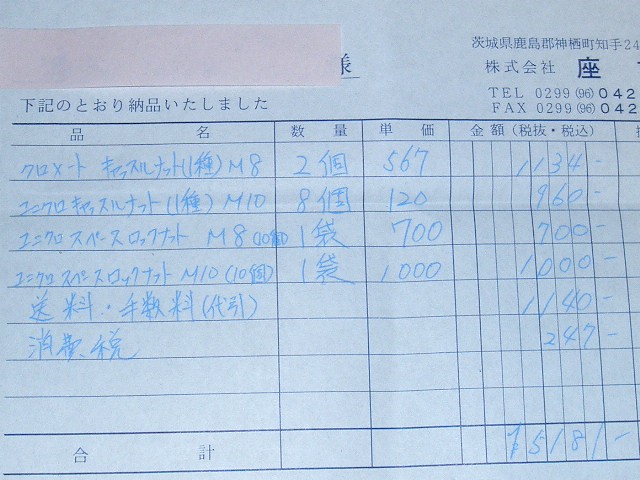 様
茨城県鹿島郡神栖町知手24
株式会社 座
TEL 0299(96)042
FAX 0299(96)042
下記のとおり納品いたしました
品名 数量 単価 金額(税抜・税込)
クロメート キャッスルナット(1種) M8 2個 567 1134-
ユニクロ キャッスルナット(1種) M10 8個 120 960-
ユニクロ スペースロックナット M8(10個) 1袋 700 700-
ユニクロ スペースロックナット M10(10個) 1袋 1000 1000-
送料・手数料(代引) 1140-
消費税 247-
合計 ¥5181-